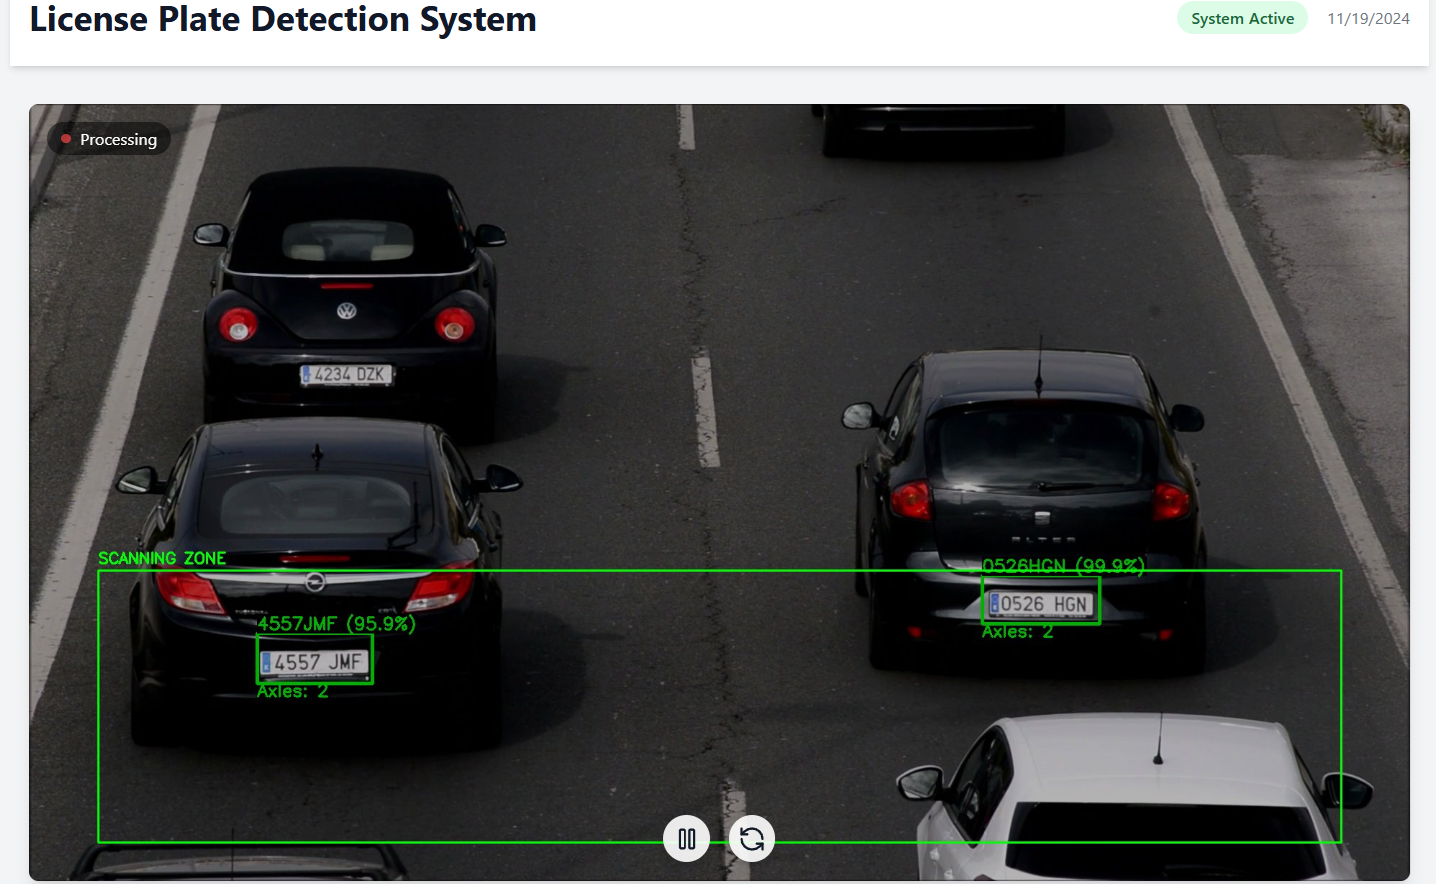 License Plate Detection System
System Active
11/19/2024
Processing
4234 DZK
SCANNING ZONE
0526HGN (99.9%)
0526 HGN
Axles: 2
4557JMF (95.9%)
4557 JMF
Axles: 2